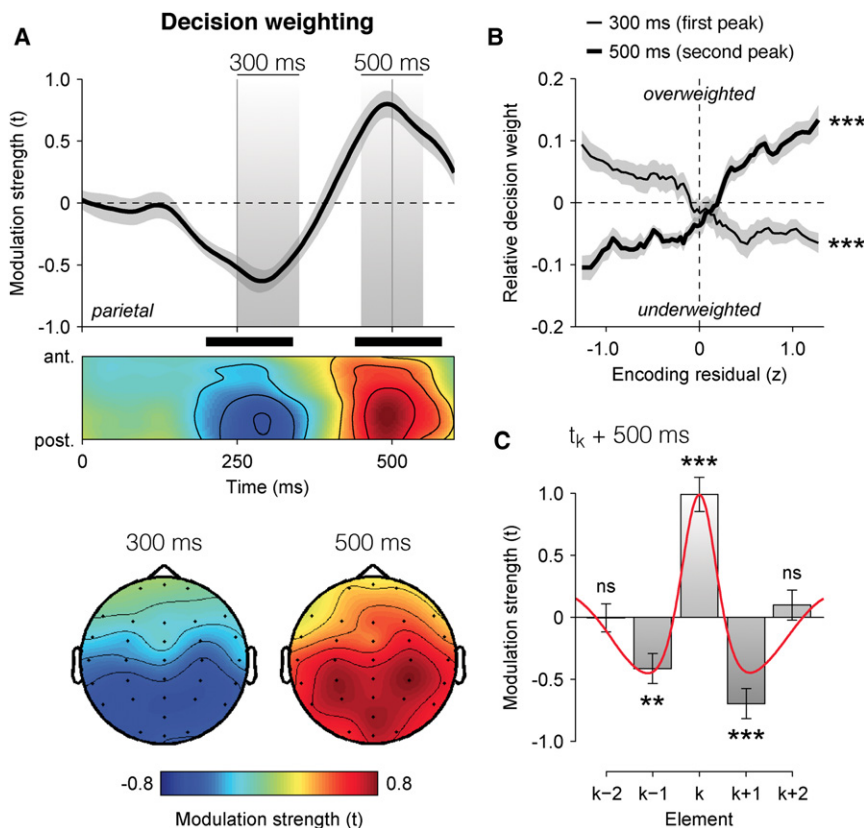 Decision weighting
A
300 ms
500 ms
1.0
0.5
0
-0.5
-1.0
Modulation strength (t)
parietal
ant.
post.
0
250
500
Time (ms)
300 ms
500 ms
-0.8
0.8
Modulation strength (t)
B
300 ms (first peak)
500 ms (second peak)
0.2
0.1
0
-0.1
-0.2
Relative decision weight
overweighted
underweighted
***
***
-1.0
0
1.0
Encoding residual (z)
C
tk + 500 ms
1.0
0.5
0
-0.5
-1.0
Modulation strength (t)
ns
**
***
***
ns
k−2
k−1
k
k+1
k+2
Element